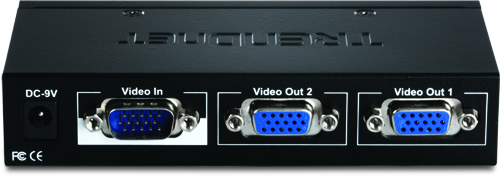 TRENDNET
DC-9V
Video In
Video Out 2
Video Out 1
FC CE